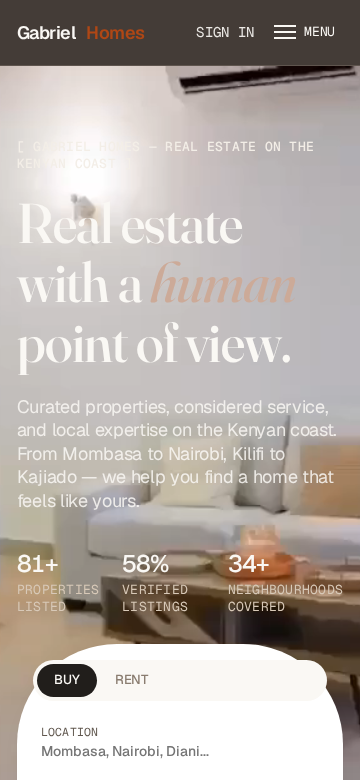 Gabriel Homes
SIGN IN
MENU
[ GABRIEL HOMES — REAL ESTATE ON THE
KENYAN COAST
Real estate
with a human
point of view.
Curated properties, considered service,
and local expertise on the Kenyan coast.
From Mombasa to Nairobi, Kilifi to
Kajiado — we help you find a home that
feels like yours.
81+
58%
34+
PROPERTIES LISTED
VERIFIED LISTINGS
NEIGHBOURHOODS COVERED
BUY
RENT
LOCATION
Mombasa, Nairobi, Diani...